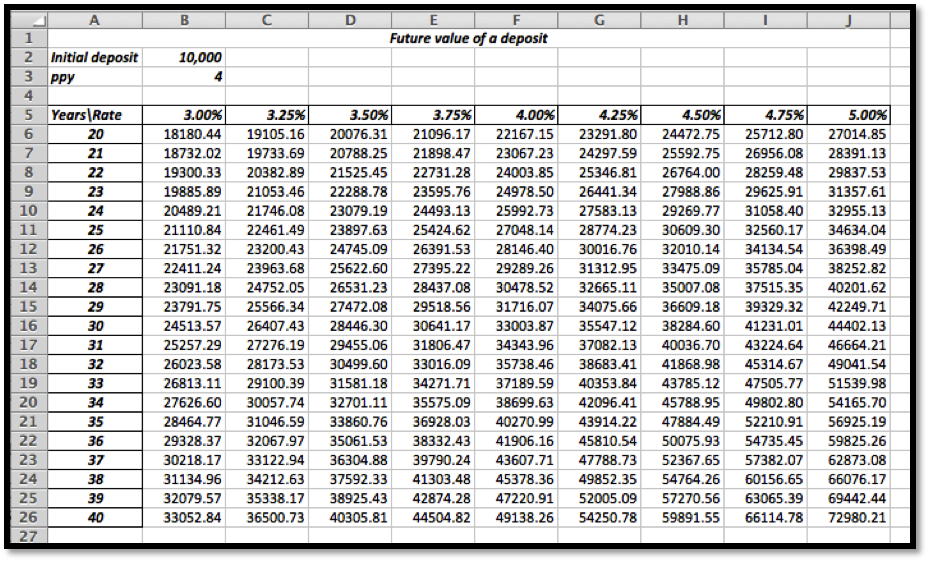 A B C D E F G H I J
1 Future value of a deposit
2 Initial deposit 10,000
3 ppy 4
4
5 Years\Rate 3.00% 3.25% 3.50% 3.75% 4.00% 4.25% 4.50% 4.75% 5.00%
6 20 18180.44 19105.16 20076.31 21096.17 22167.15 23291.80 24472.75 25712.80 27014.85
7 21 18732.02 19733.69 20788.25 21898.47 23067.23 24297.59 25592.75 26956.08 28391.13
8 22 19300.33 20382.89 21525.45 22731.28 24003.85 25346.81 26764.00 28259.48 29837.53
9 23 19885.89 21053.46 22288.78 23595.76 24978.50 26441.34 27988.86 29625.91 31357.61
10 24 20489.21 21746.08 23079.19 24493.13 25992.73 27583.13 29269.77 31058.40 32955.13
11 25 21110.84 22461.49 23897.63 25424.62 27048.14 28774.23 30609.30 32560.17 34634.04
12 26 21751.32 23200.43 24745.09 26391.53 28146.40 30016.76 32010.14 34134.54 36398.49
13 27 22411.24 23963.68 25622.60 27395.22 29289.26 31312.95 33475.09 35785.04 38252.82
14 28 23091.18 24752.05 26531.23 28437.08 30478.52 32665.11 35007.08 37515.35 40201.62
15 29 23791.75 25566.34 27472.08 29518.56 31716.07 34075.66 36609.18 39329.32 42249.71
16 30 24513.57 26407.43 28446.30 30641.17 33003.87 35547.12 38284.60 41231.01 44402.13
17 31 25257.29 27276.19 29455.06 31806.47 34343.96 37082.13 40036.70 43224.64 46664.21
18 32 26023.58 28173.53 30499.60 33016.09 35738.46 38683.41 41868.98 45314.67 49041.54
19 33 26813.11 29100.39 31581.18 34271.71 37189.59 40353.84 43785.12 47505.77 51539.98
20 34 27626.60 30057.74 32701.11 35575.09 38699.63 42096.41 45788.95 49802.80 54165.70
21 35 28464.77 31046.59 33860.76 36928.03 40270.99 43914.22 47884.49 52210.91 56925.19
22 36 29328.37 32067.97 35061.53 38332.43 41906.16 45810.54 50075.93 54735.45 59825.26
23 37 30218.17 33122.94 36304.88 39790.24 43607.71 47788.73 52367.65 57382.07 62873.08
24 38 31134.96 34212.63 37592.33 41303.48 45378.36 49852.35 54764.26 60156.65 66076.17
25 39 32079.57 35338.17 38925.43 42874.28 47220.91 52005.09 57270.56 63065.39 69442.44
26 40 33052.84 36500.73 40305.81 44504.82 49138.26 54250.78 59891.55 66114.78 72980.21
27